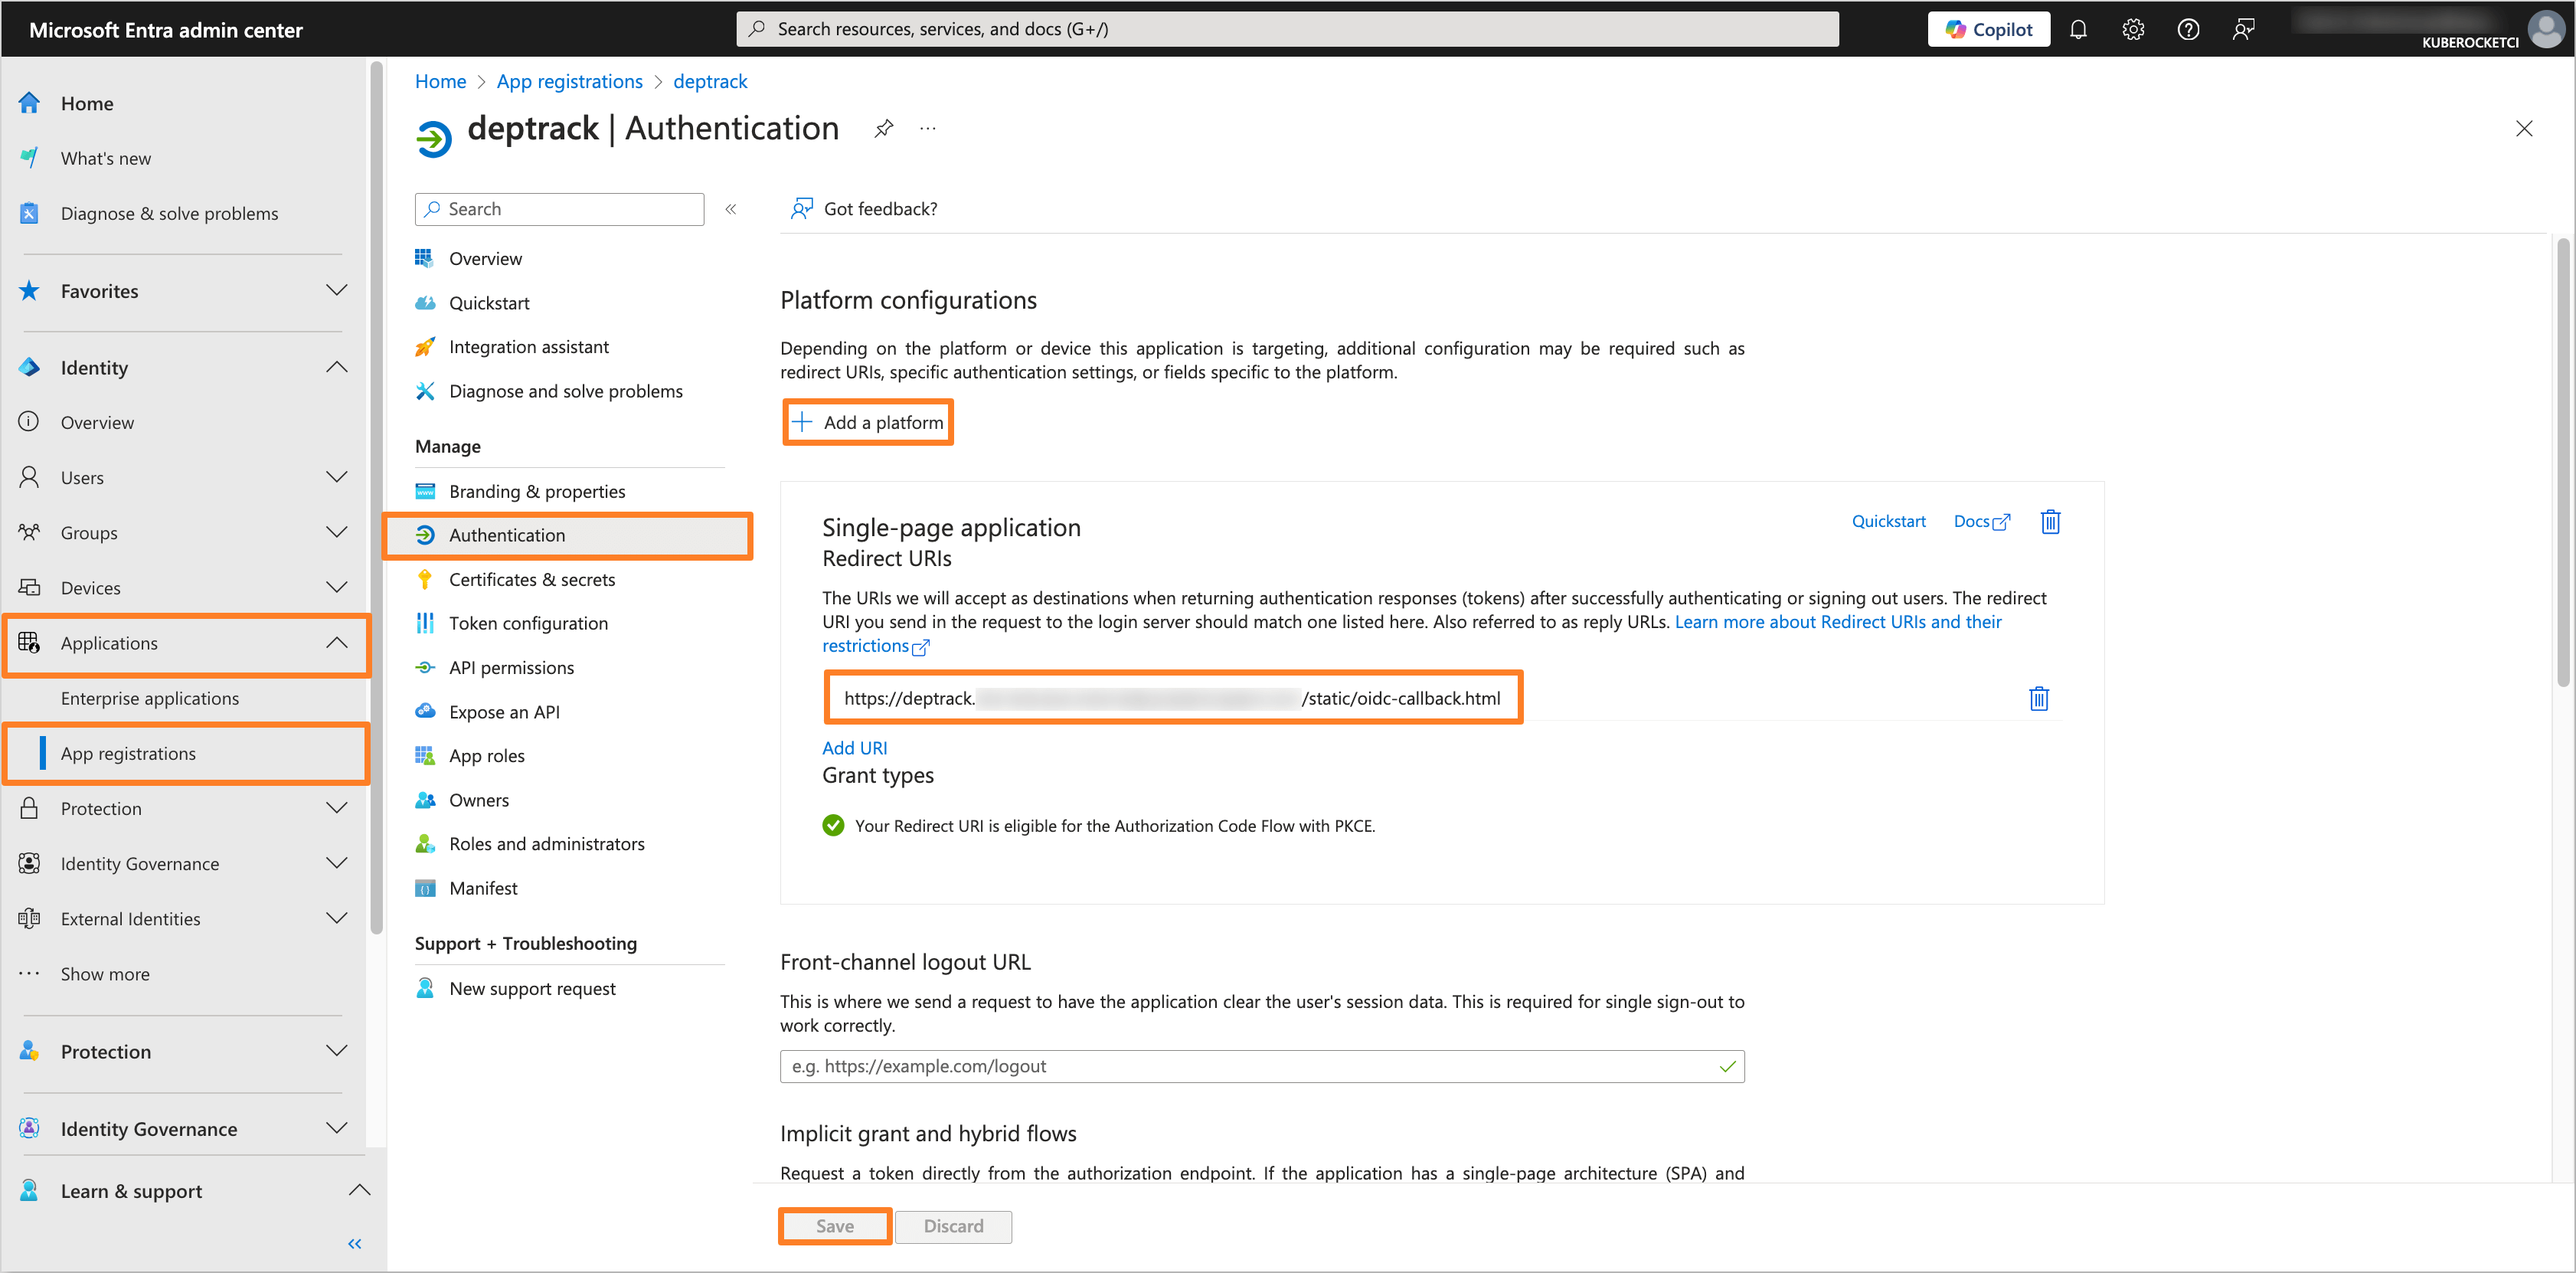 Microsoft Entra admin center
Search resources, services, and docs (G+/)
Copilot
KUBEROCKETCI
Home
What's new
Diagnose & solve problems
Favorites
Identity
Overview
Users
Groups
Devices
Applications
Enterprise applications
App registrations
Protection
Identity Governance
External Identities
Show more
Protection
Identity Governance
Learn & support
Home > App registrations > deptrack
deptrack | Authentication
Search
Overview
Quickstart
Integration assistant
Diagnose and solve problems
Manage
Branding & properties
Authentication
Certificates & secrets
Token configuration
API permissions
Expose an API
App roles
Owners
Roles and administrators
Manifest
Support + Troubleshooting
New support request
Got feedback?
Platform configurations
Depending on the platform or device this application is targeting, additional configuration may be required such as
redirect URIs, specific authentication settings, or fields specific to the platform.
Add a platform
Single-page application
Quickstart
Docs
Redirect URIs
The URIs we will accept as destinations when returning authentication responses (tokens) after successfully authenticating or signing out users. The redirect
URI you send in the request to the login server should match one listed here. Also referred to as reply URLs. Learn more about Redirect URIs and their
restrictions
https://deptrack. /static/oidc-callback.html
Add URI
Grant types
Your Redirect URI is eligible for the Authorization Code Flow with PKCE.
Front-channel logout URL
This is where we send a request to have the application clear the user's session data. This is required for single sign-out to
work correctly.
e.g. https://example.com/logout
Implicit grant and hybrid flows
Request a token directly from the authorization endpoint. If the application has a single-page architecture (SPA) and
Save
Discard